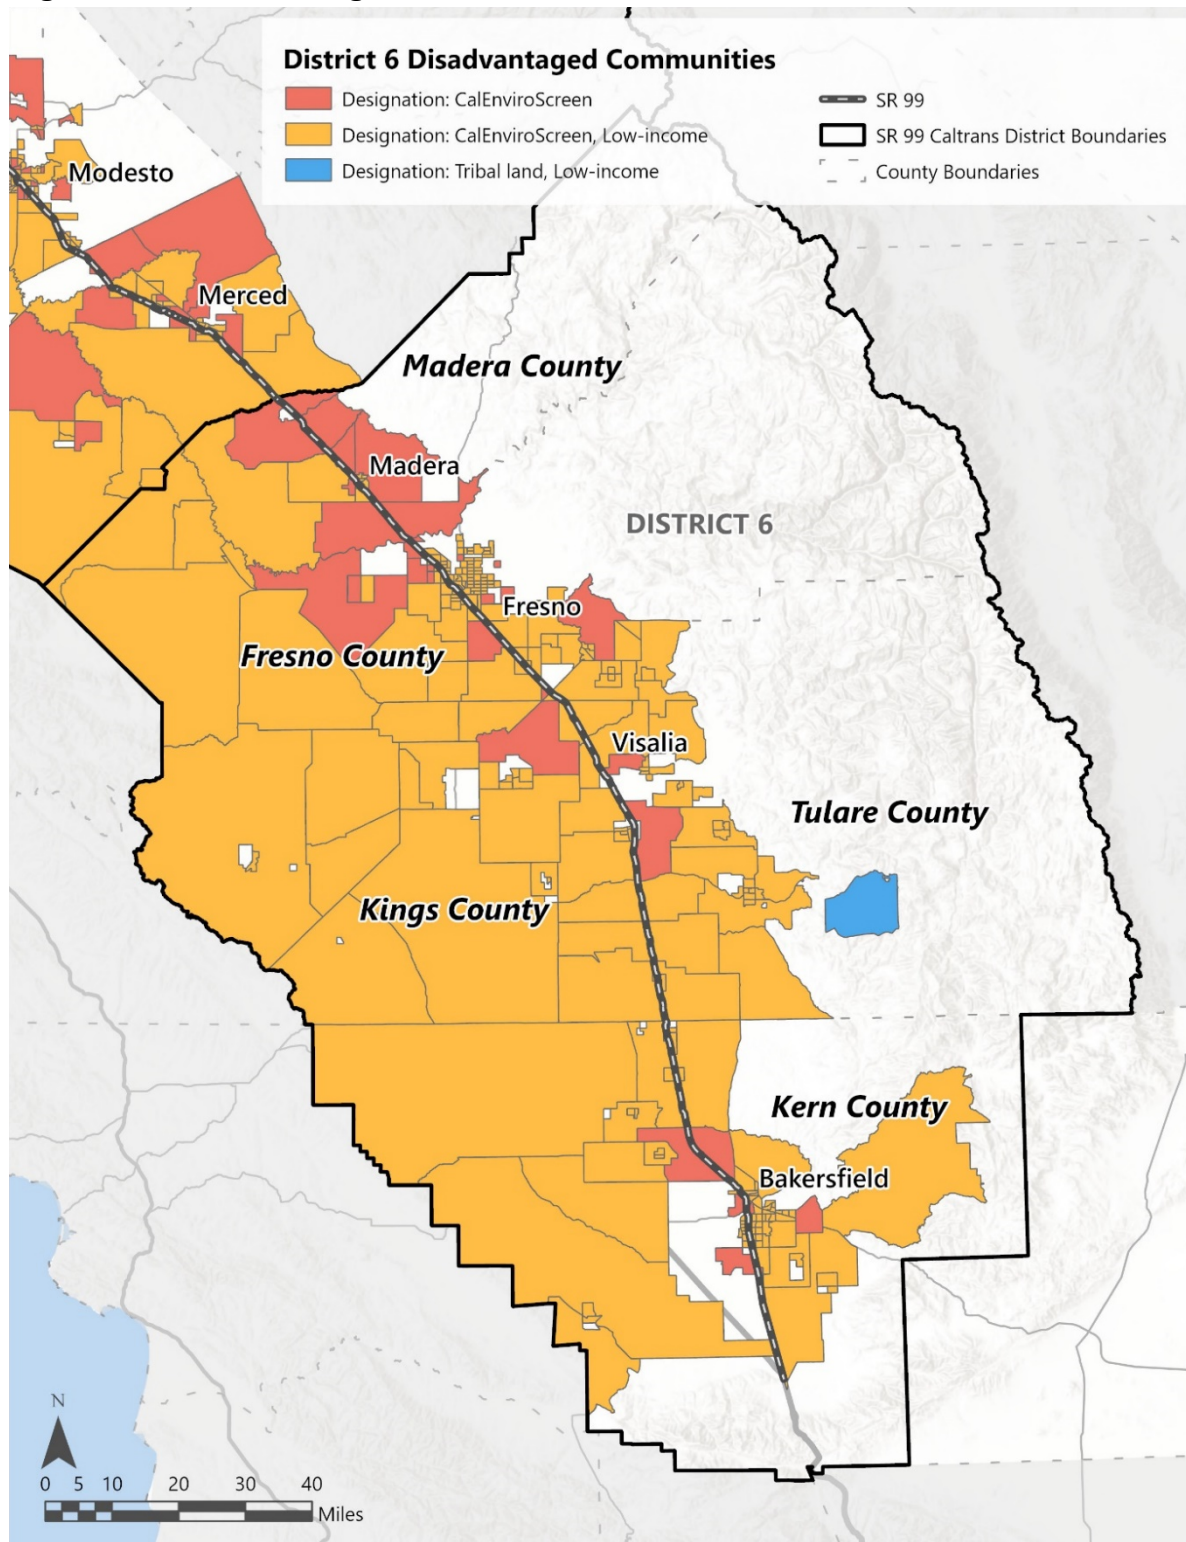 District 6 Disadvantaged Communities
Designation: CalEnviroScreen
Designation: CalEnviroScreen, Low-income
Designation: Tribal land, Low-income
SR 99
SR 99 Caltrans District Boundaries
County Boundaries
Modesto
Merced
Madera County
Madera
DISTRICT 6
Fresno
Fresno County
Visalia
Tulare County
Kings County
Kern County
Bakersfield
N
0 5 10 20 30 40
Miles